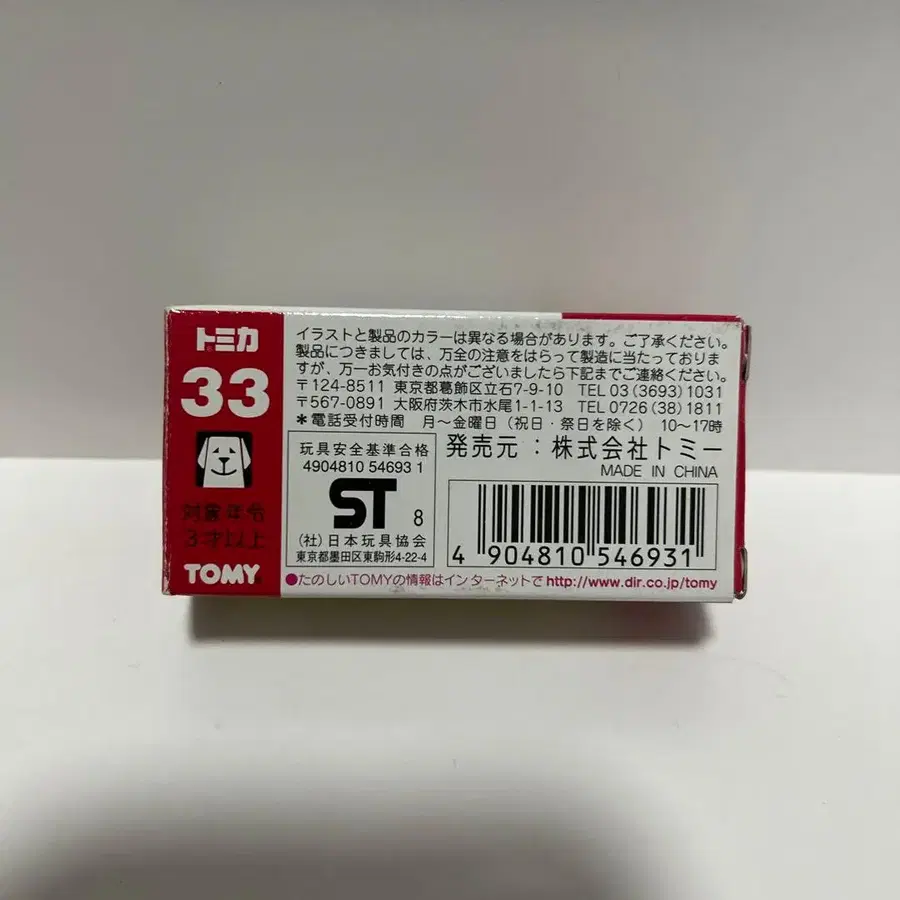 トミカ
33
対象年令
3才以上
TOMY
イラストと製品のカラーは異なる場合があります。ご了承ください。
製品につきましては、万全の注意をはらって製造に当たっておりま
すが、万一お気付きの点がございましたら下記までご連絡ください。
〒124-8511 東京都葛飾区立石7-9-10 TEL 03(3693)1031
〒567-0891 大阪府茨木市水尾1-1-13 TEL 0726(38)1811
＊電話受付時間 月～金曜日(祝日・祭日を除く) 10～17時
玩具安全基準合格
4904810 54693 1
ST 8
(社)日本玩具協会
東京都墨田区東駒形4-22-4
発売元：株式会社トミー
MADE IN CHINA
4 904810 546931
●たのしいTOMYの情報はインターネットで http://www.dir.co.jp/tomy